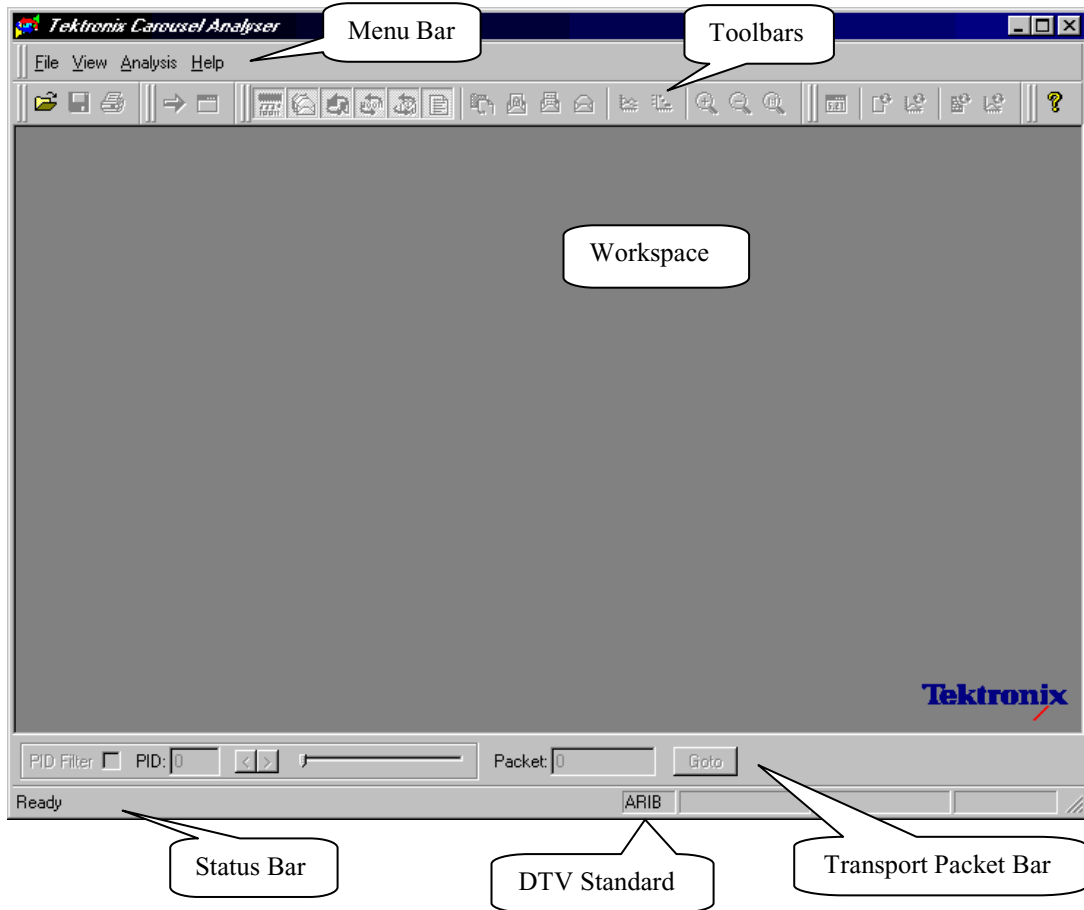 Tektronix Carousel Analyser
Menu Bar
Toolbars
File View Analysis Help
Workspace
Tektronix
PID Filter PID: 0 < > Packet: 0 Goto
Ready ARIB
Status Bar
DTV Standard
Transport Packet Bar